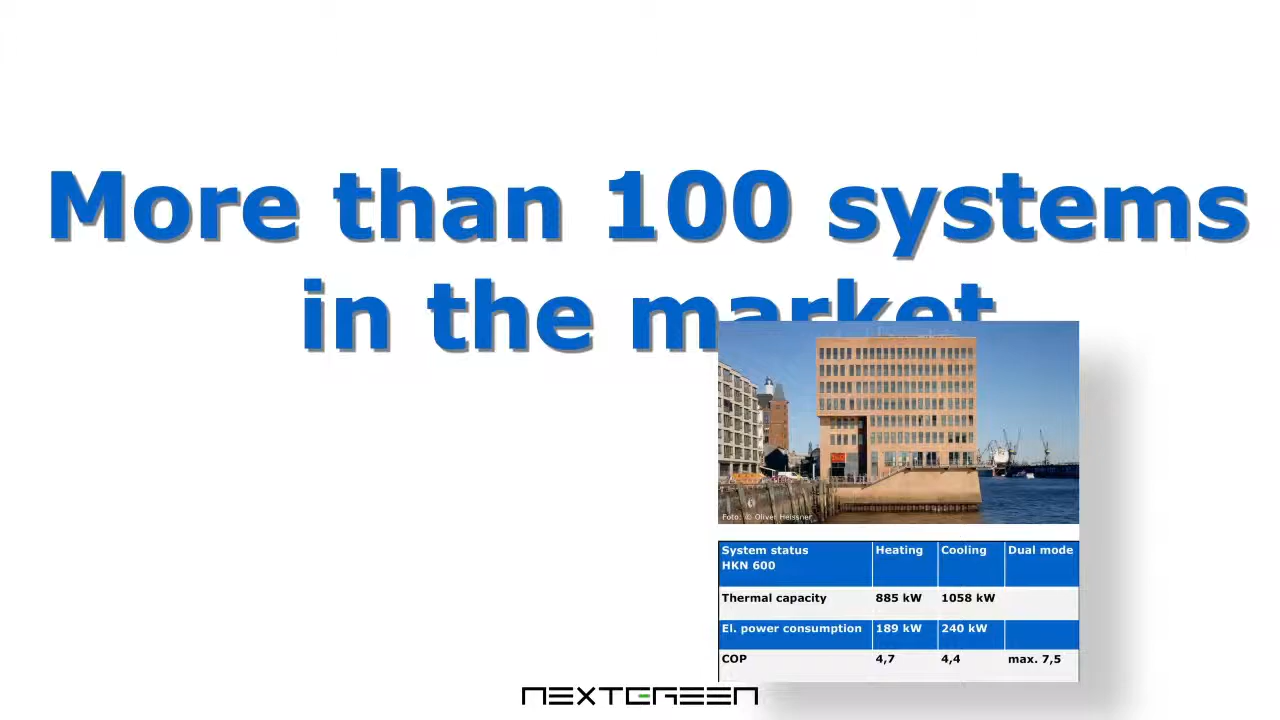 More than 100 systems
in the market
Foto: © Oliver Heissner
System status HKN 600 Heating Cooling Dual mode
Thermal capacity 885 kW 1058 kW
El. power consumption 189 kW 240 kW
COP 4,7 4,4 max. 7,5
NEXTGREEN